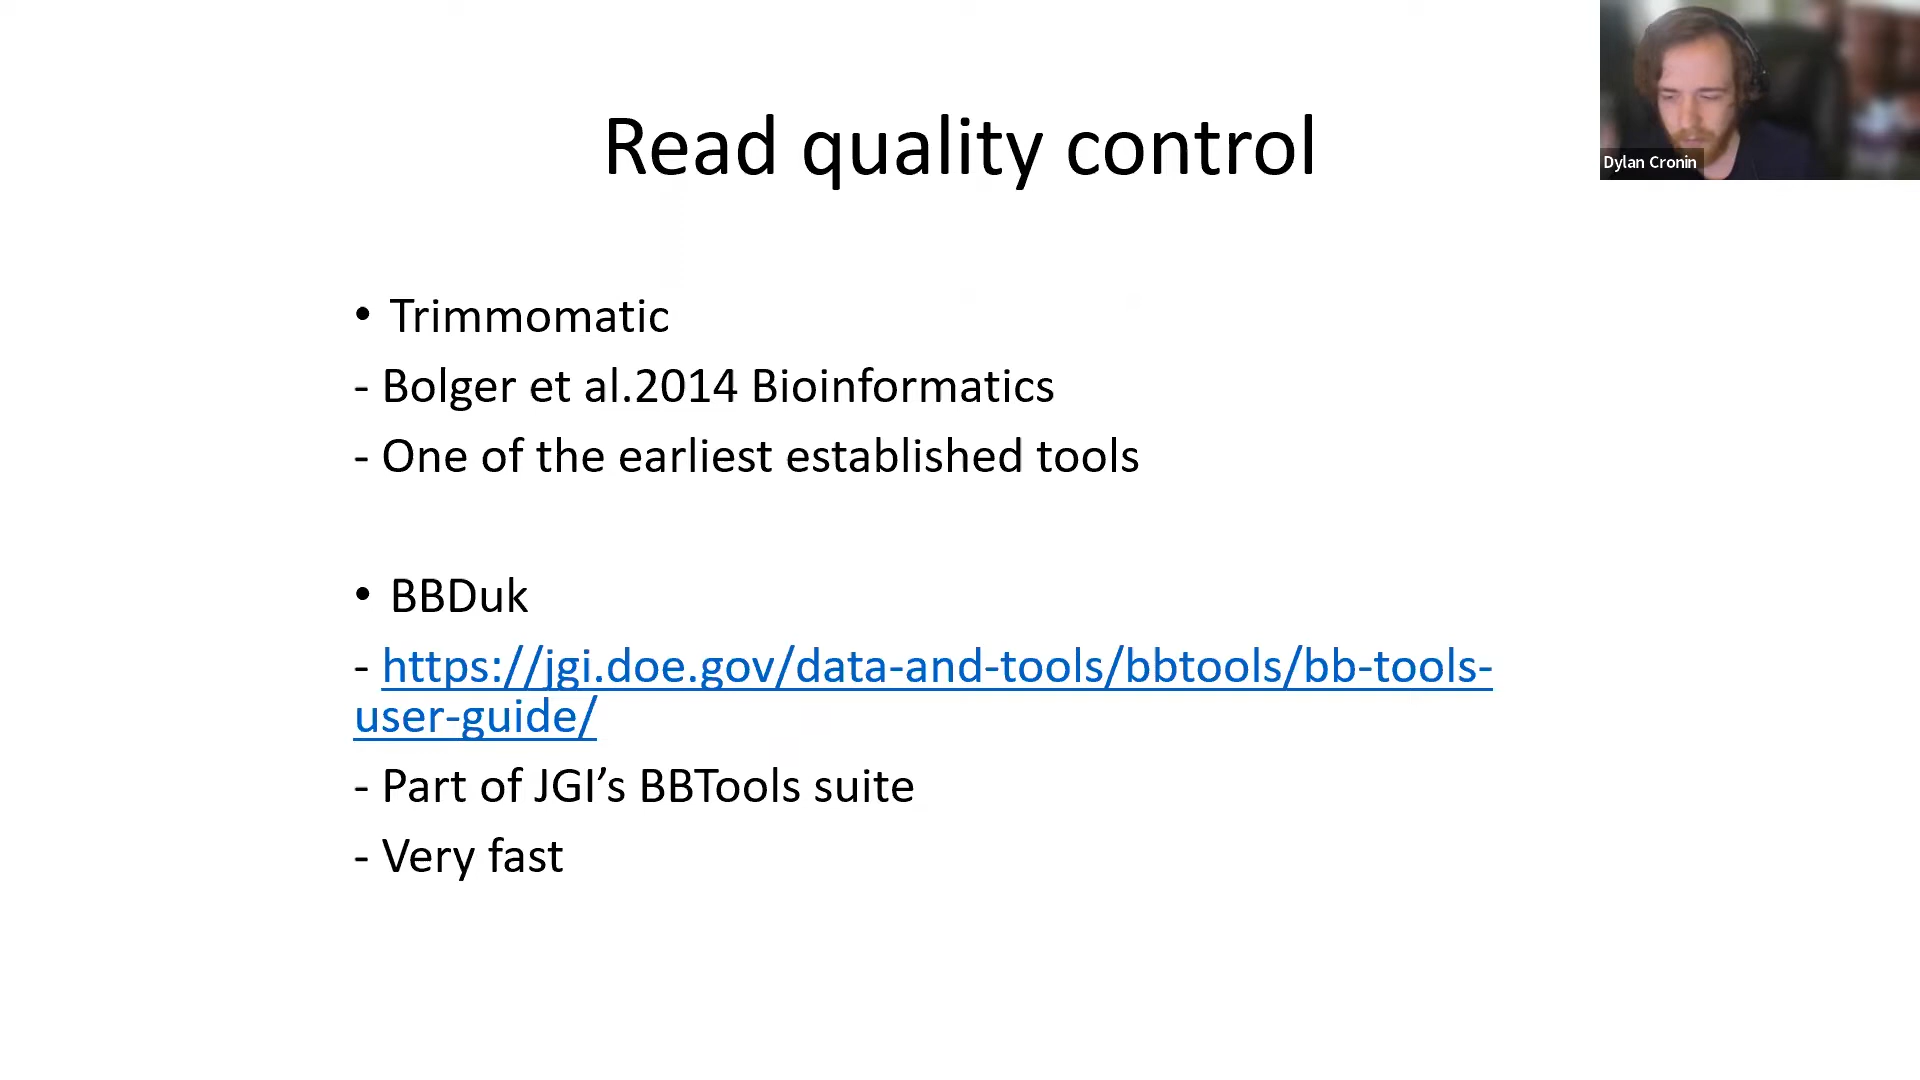 Read quality control
Dylan Cronin
• Trimmomatic
- Bolger et al.2014 Bioinformatics
- One of the earliest established tools
• BBDuk
- https://jgi.doe.gov/data-and-tools/bbtools/bb-tools-
user-guide/
- Part of JGI’s BBTools suite
- Very fast